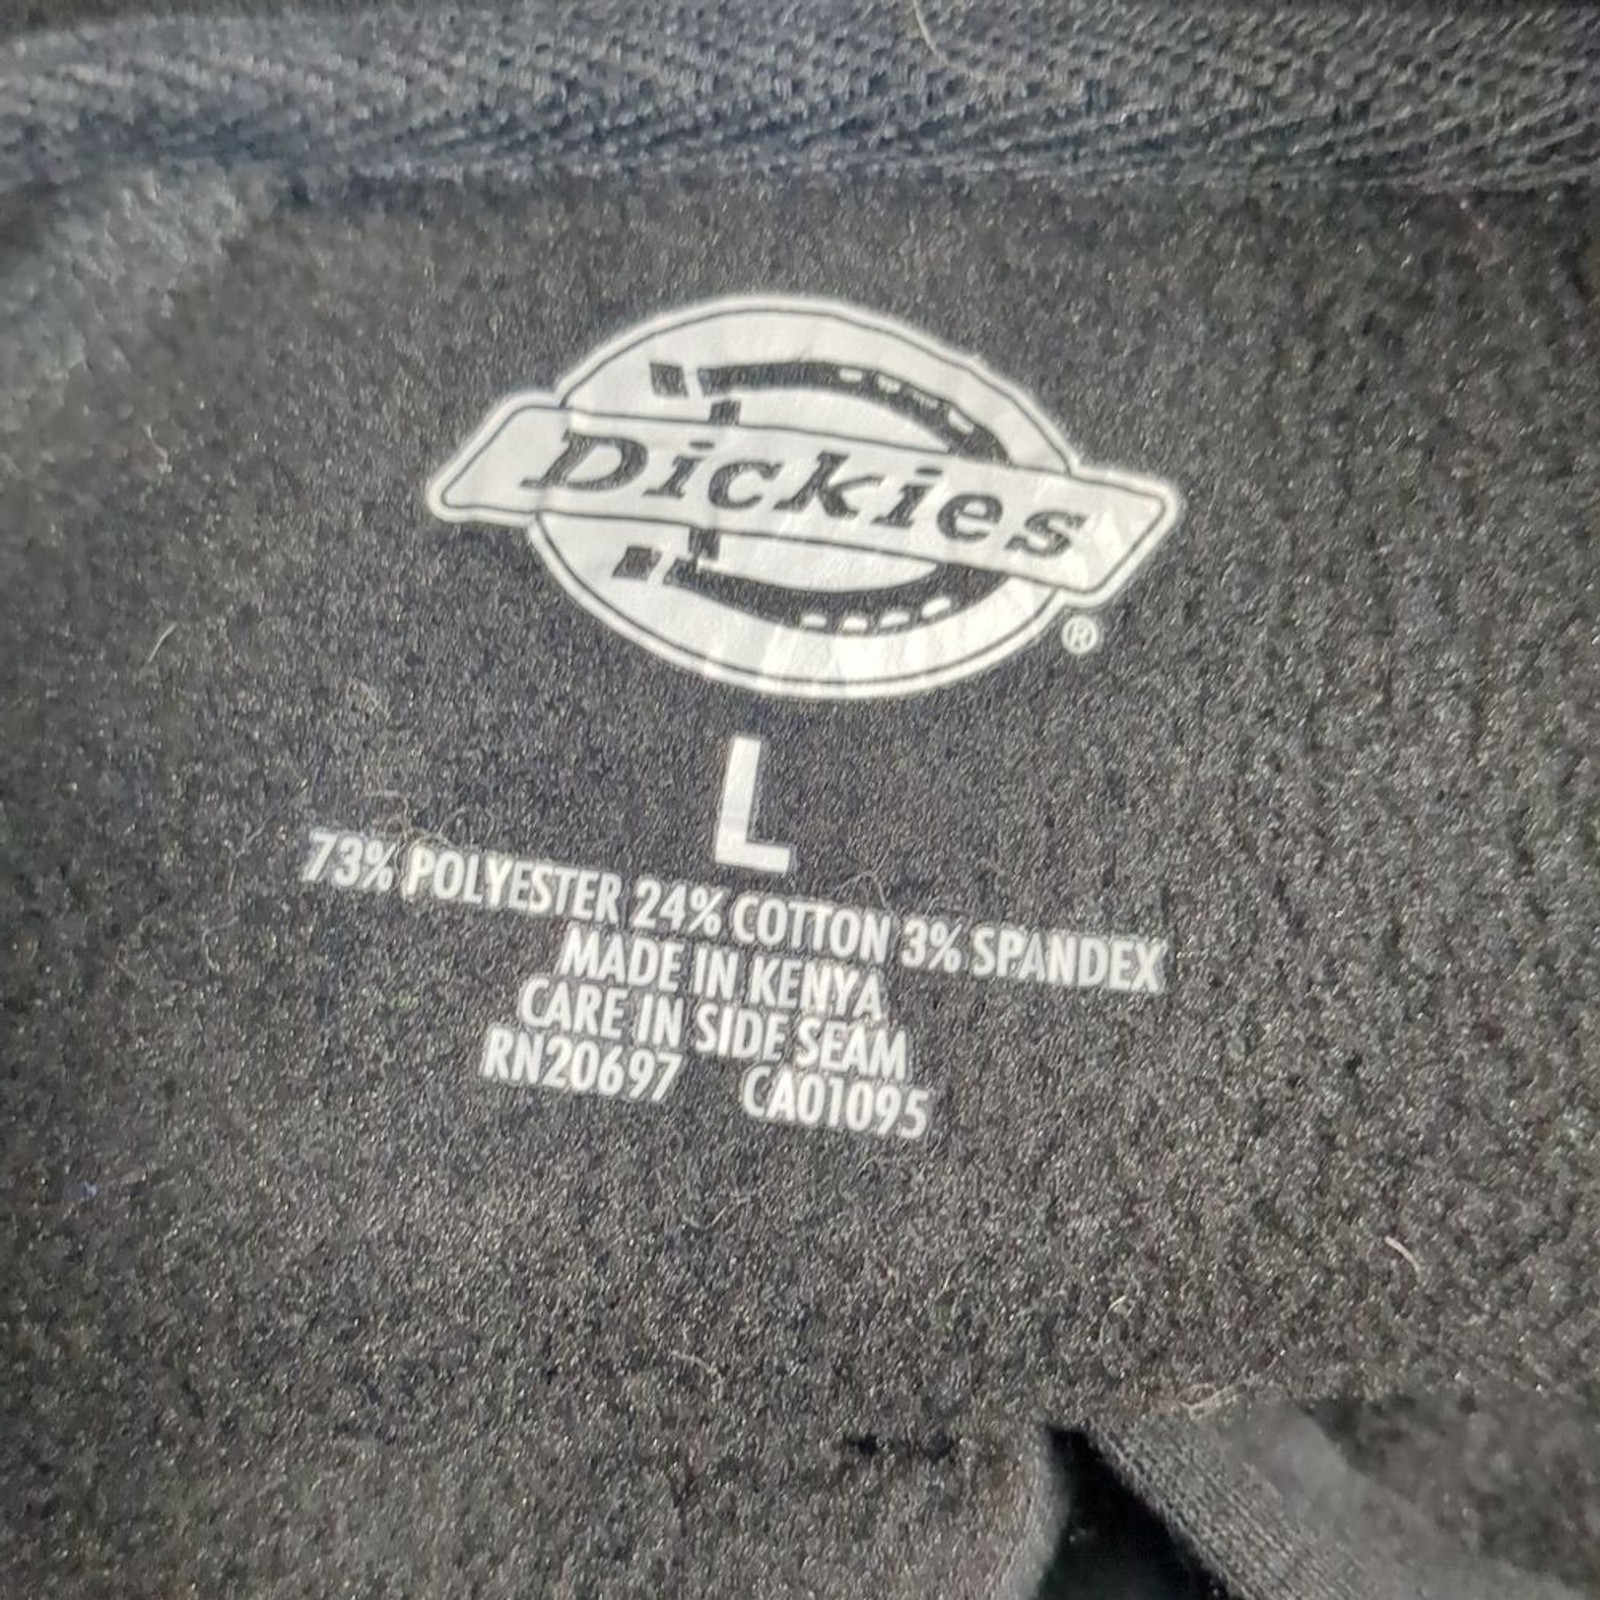 Dickies
®
L
73% POLYESTER 24% COTTON 3% SPANDEX
MADE IN KENYA
CARE IN SIDE SEAM
RN20697 CA01095